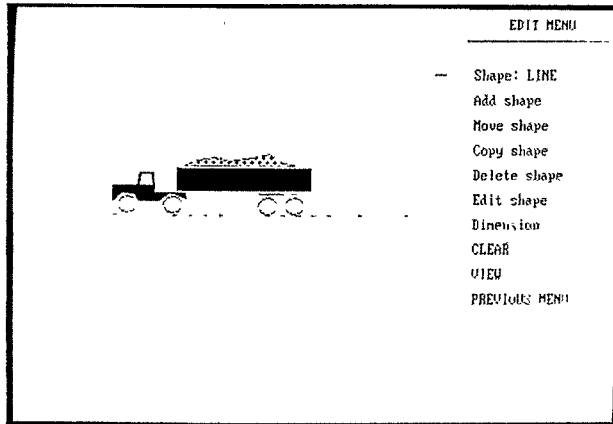 EDIT MENU
Shape: LINE
Add shape
Move shape
Copy shape
Delete shape
Edit shape
Dimension
CLEAR
VIEW
PREVIOUS MENU